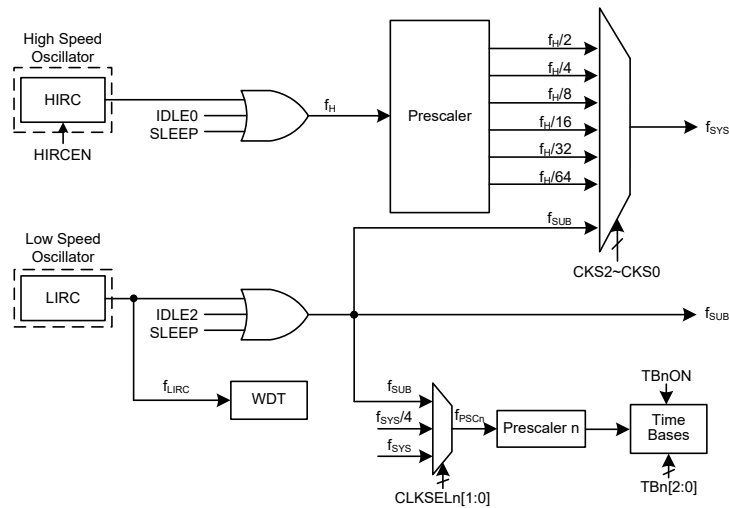 High Speed
Oscillator
HIRC
HIRCEN
IDLE0
SLEEP
fH
Prescaler
fH/2
fH/4
fH/8
fH/16
fH/32
fH/64
fSUB
fSYS
CKS2~CKS0
Low Speed
Oscillator
LIRC
IDLE2
SLEEP
fSUB
fLIRC
WDT
fSUB
fSYS/4
fSYS
fPSCn
CLKSELn[1:0]
Prescaler n
TBnON
Time
Bases
TBn[2:0]